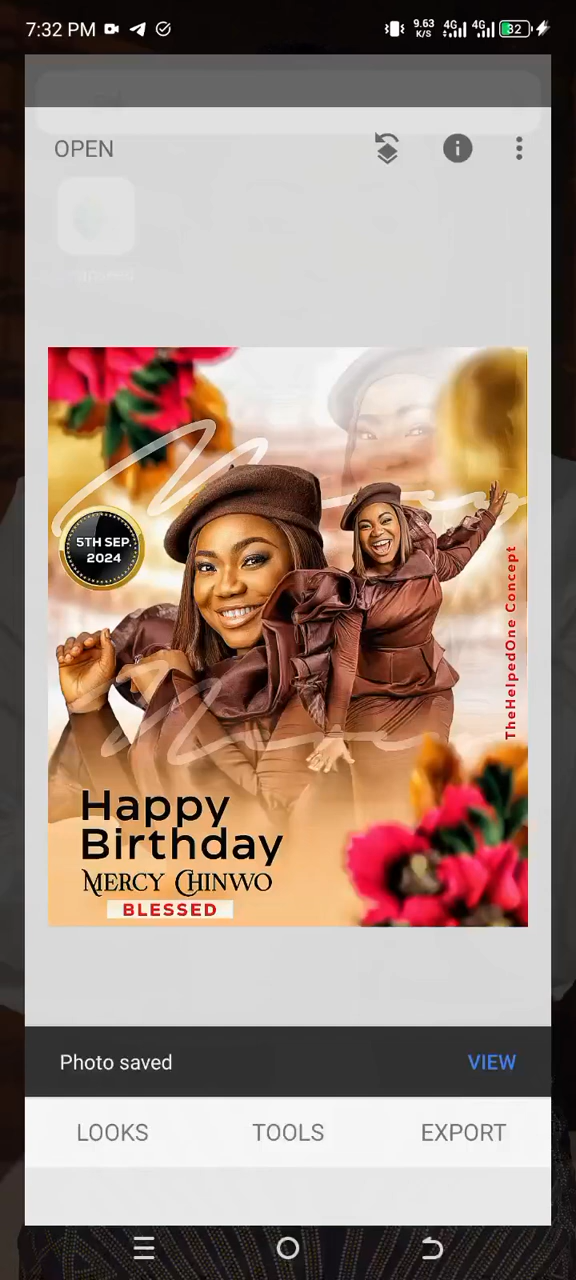 7:32 PM
9.63 K/S
4G 4G 32
OPEN
5TH SEP.
2024
TheHelpedOne Concept
Happy
Birthday
MERCY CHINWO
BLESSED
Photo saved
VIEW
LOOKS
TOOLS
EXPORT